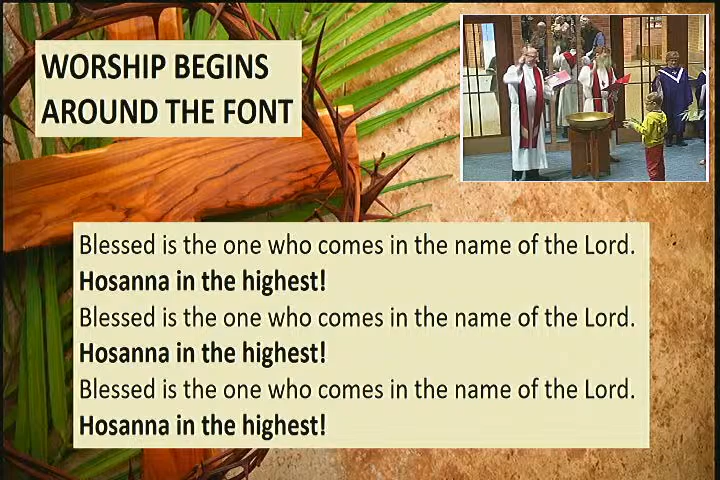 WORSHIP BEGINS
AROUND THE FONT
Blessed is the one who comes in the name of the Lord.
Hosanna in the highest!
Blessed is the one who comes in the name of the Lord.
Hosanna in the highest!
Blessed is the one who comes in the name of the Lord.
Hosanna in the highest!